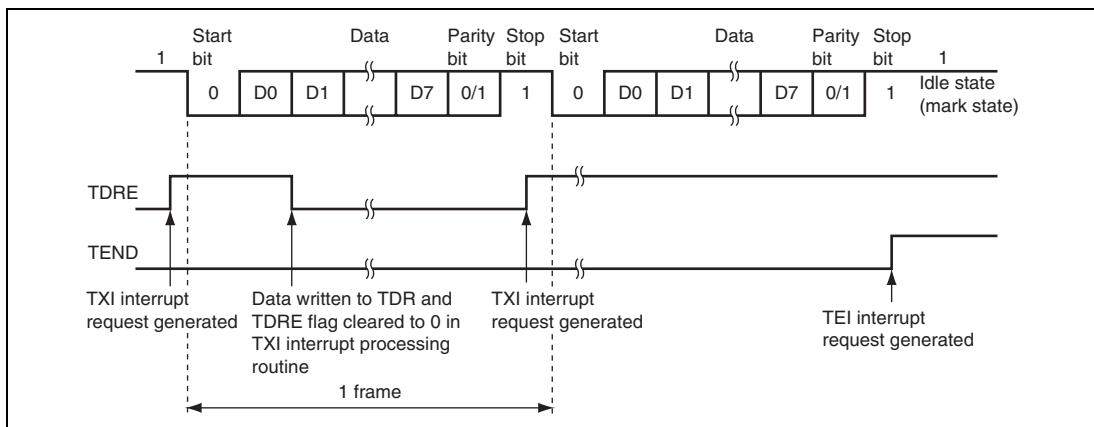 Start bit
Data
Parity bit
Stop bit
Start bit
Data
Parity bit
Stop bit
1
1
0
D0
D1
D7
0/1
1
0
D0
D1
D7
0/1
1
Idle state
(mark state)
TDRE
TEND
TXI interrupt
request generated
Data written to TDR and
TDRE flag cleared to 0 in
TXI interrupt processing
routine
TXI interrupt
request generated
TEI interrupt
request generated
1 frame